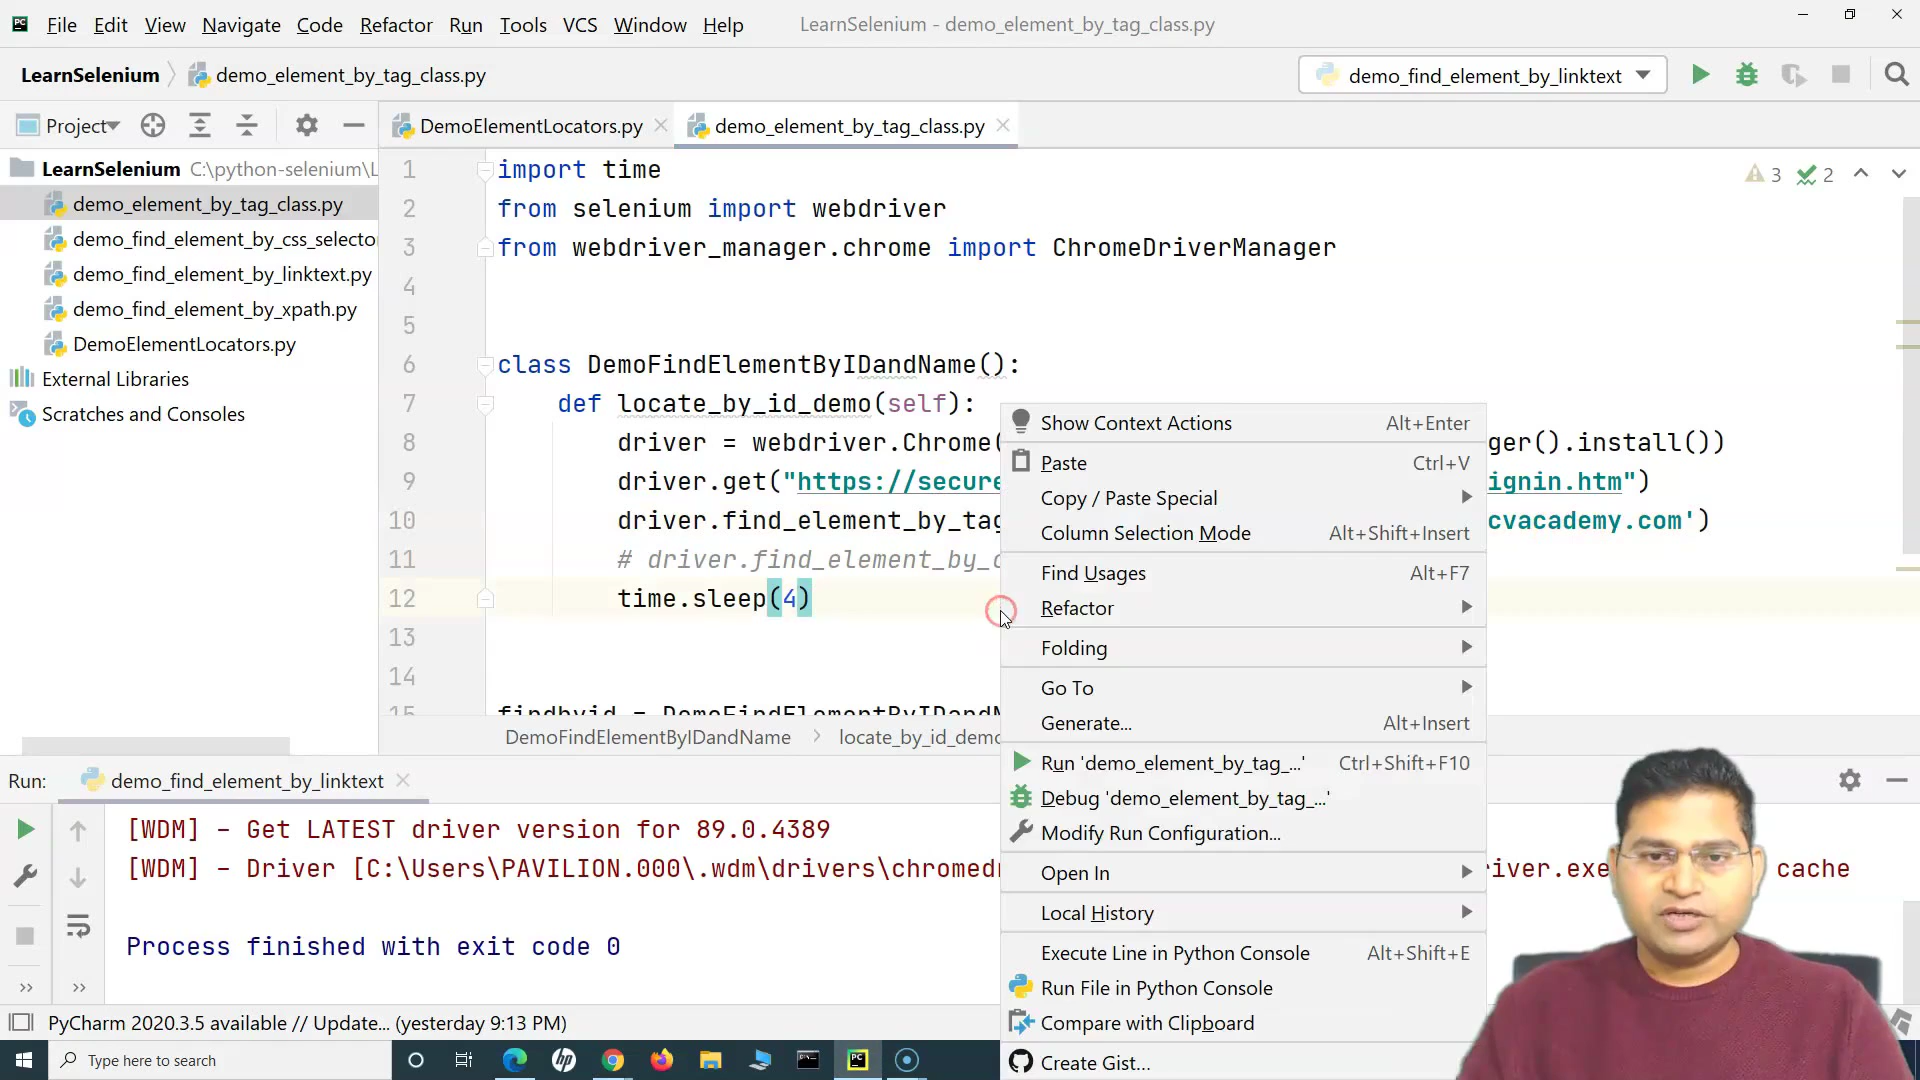 File Edit View Navigate Code Refactor Run Tools VCS Window Help LearnSelenium - demo_element_by_tag_class.py
LearnSelenium demo_element_by_tag_class.py demo_find_element_by_linktext
Project DemoElementLocators.py demo_element_by_tag_class.py
LearnSelenium C:\python-selenium\L
demo_element_by_tag_class.py
demo_find_element_by_css_selecto
demo_find_element_by_linktext.py
demo_find_element_by_xpath.py
DemoElementLocators.py
External Libraries
Scratches and Consoles
3 2
1 import time
2 from selenium import webdriver
3 from webdriver_manager.chrome import ChromeDriverManager
4
5
6 class DemoFindElementByIDandName():
7 def locate_by_id_demo(self):
8 driver = webdriver.Chrome( ger().install())
9 driver.get("https://secure ignin.htm")
10 driver.find_element_by_tag cvacademy.com')
11 # driver.find_element_by_c
12 time.sleep(4)
13
14
15 findbyid = DemoFindElementByIDandN
DemoFindElementByIDandName locate_by_id_demo
Show Context Actions Alt+Enter
Paste Ctrl+V
Copy / Paste Special
Column Selection Mode Alt+Shift+Insert
Find Usages Alt+F7
Refactor
Folding
Go To
Generate... Alt+Insert
Run 'demo_element_by_tag_...' Ctrl+Shift+F10
Debug 'demo_element_by_tag_...'
Modify Run Configuration...
Open In
Local History
Execute Line in Python Console Alt+Shift+E
Run File in Python Console
Compare with Clipboard
Create Gist...
Run: demo_find_element_by_linktext
[WDM] - Get LATEST driver version for 89.0.4389
[WDM] - Driver [C:\Users\PAVILION.000\.wdm\drivers\chromedr iver.exe cache
Process finished with exit code 0
PyCharm 2020.3.5 available // Update... (yesterday 9:13 PM)
Type here to search